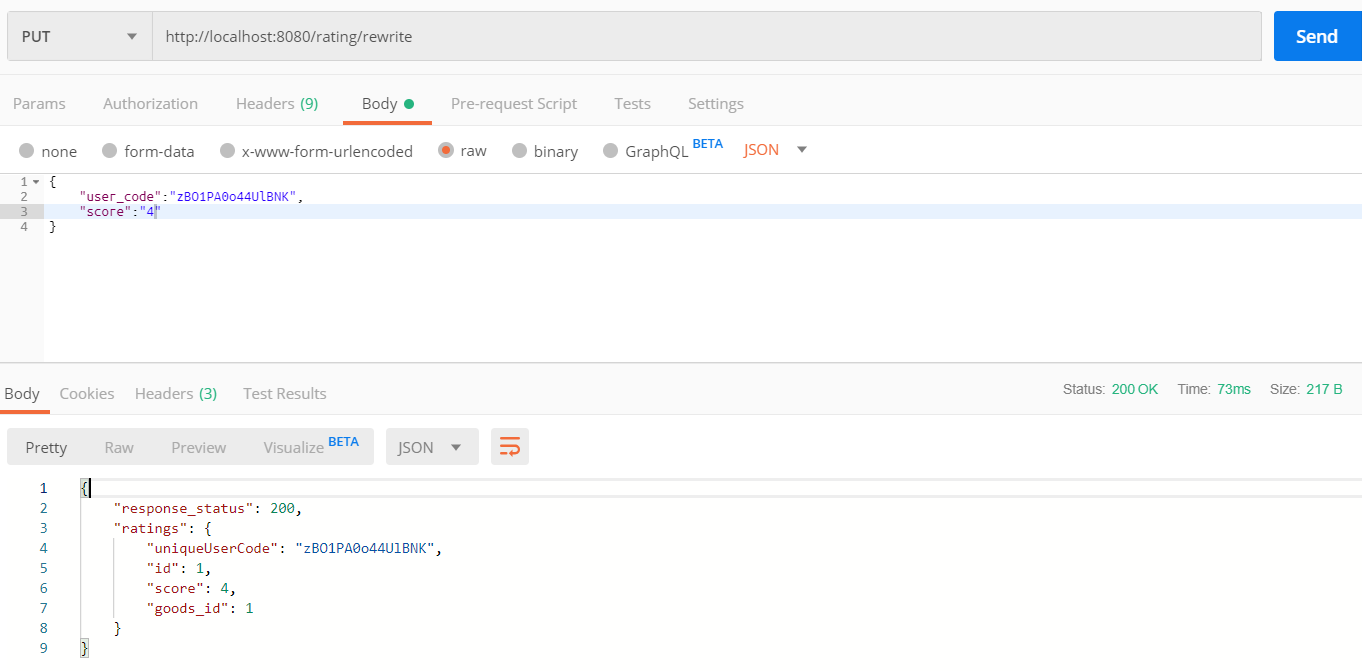 PUT http://localhost:8080/rating/rewrite Send
Params Authorization Headers (9) Body Pre-request Script Tests Settings
none form-data x-www-form-urlencoded raw binary GraphQL BETA JSON
1 {
2 "user_code":"zBO1PA0o44UlBNK",
3 "score":"4"
4 }
Body Cookies Headers (3) Test Results Status: 200 OK Time: 73ms Size: 217 B
Pretty Raw Preview Visualize BETA JSON
1 {
2 "response_status": 200,
3 "ratings": {
4 "uniqueUserCode": "zBO1PA0o44UlBNK",
5 "id": 1,
6 "score": 4,
7 "goods_id": 1
8 }
9 }